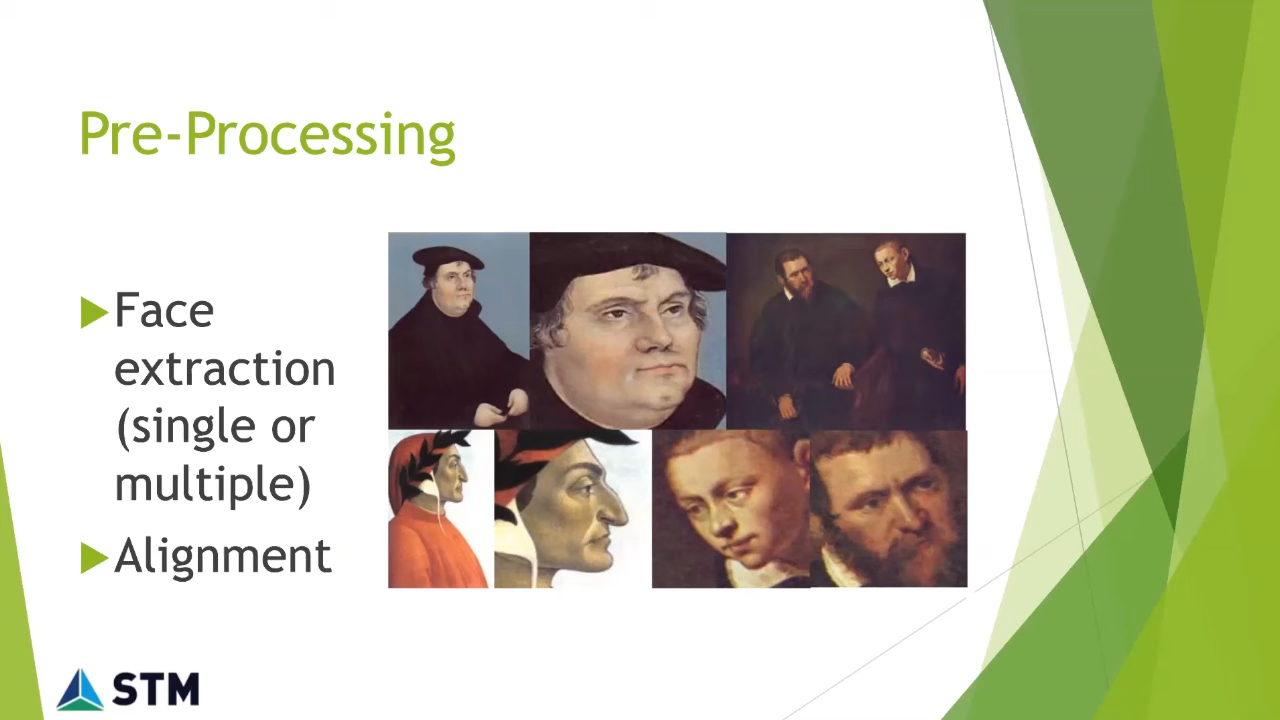 Pre-Processing
Face
extraction
(single or
multiple)
Alignment
STM